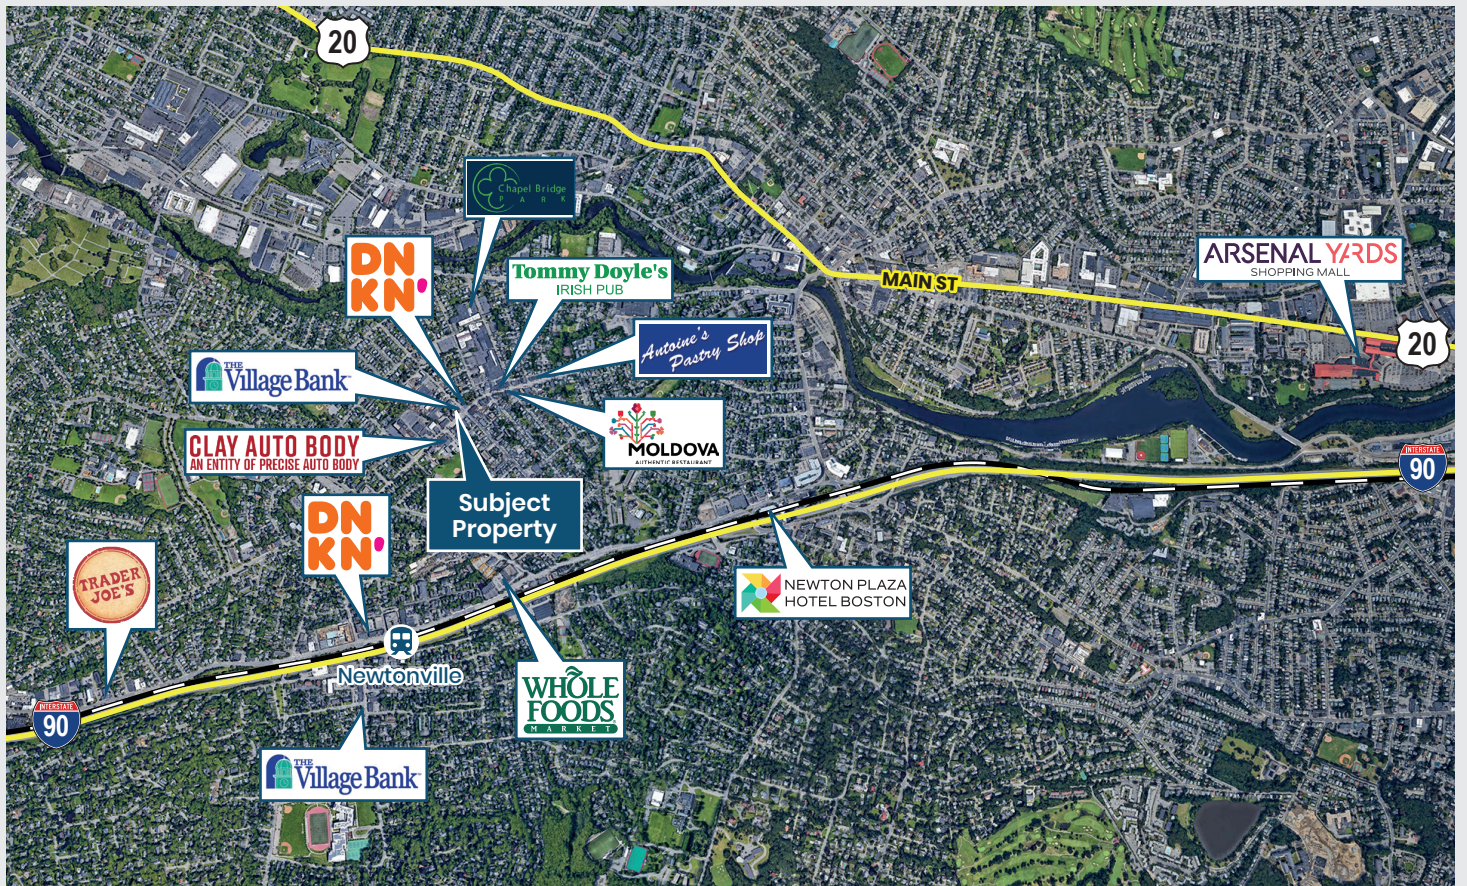 20
Chapel Bridge
PARK
DN
KN'
Tommy Doyle's
IRISH PUB
ARSENAL YARDS
SHOPPING MALL
MAIN ST
20
Antoine's
Pastry Shop
THE
Village Bank
MOLDOVA
AUTHENTIC RESTAURANT
CLAY AUTO BODY
AN ENTITY OF PRECISE AUTO BODY
INTERSTATE
90
Subject
Property
DN
KN'
TRADER
JOE'S
NEWTON PLAZA
HOTEL BOSTON
Newtonville
WHOLE
FOODS
MARKET
INTERSTATE
90
THE
Village Bank